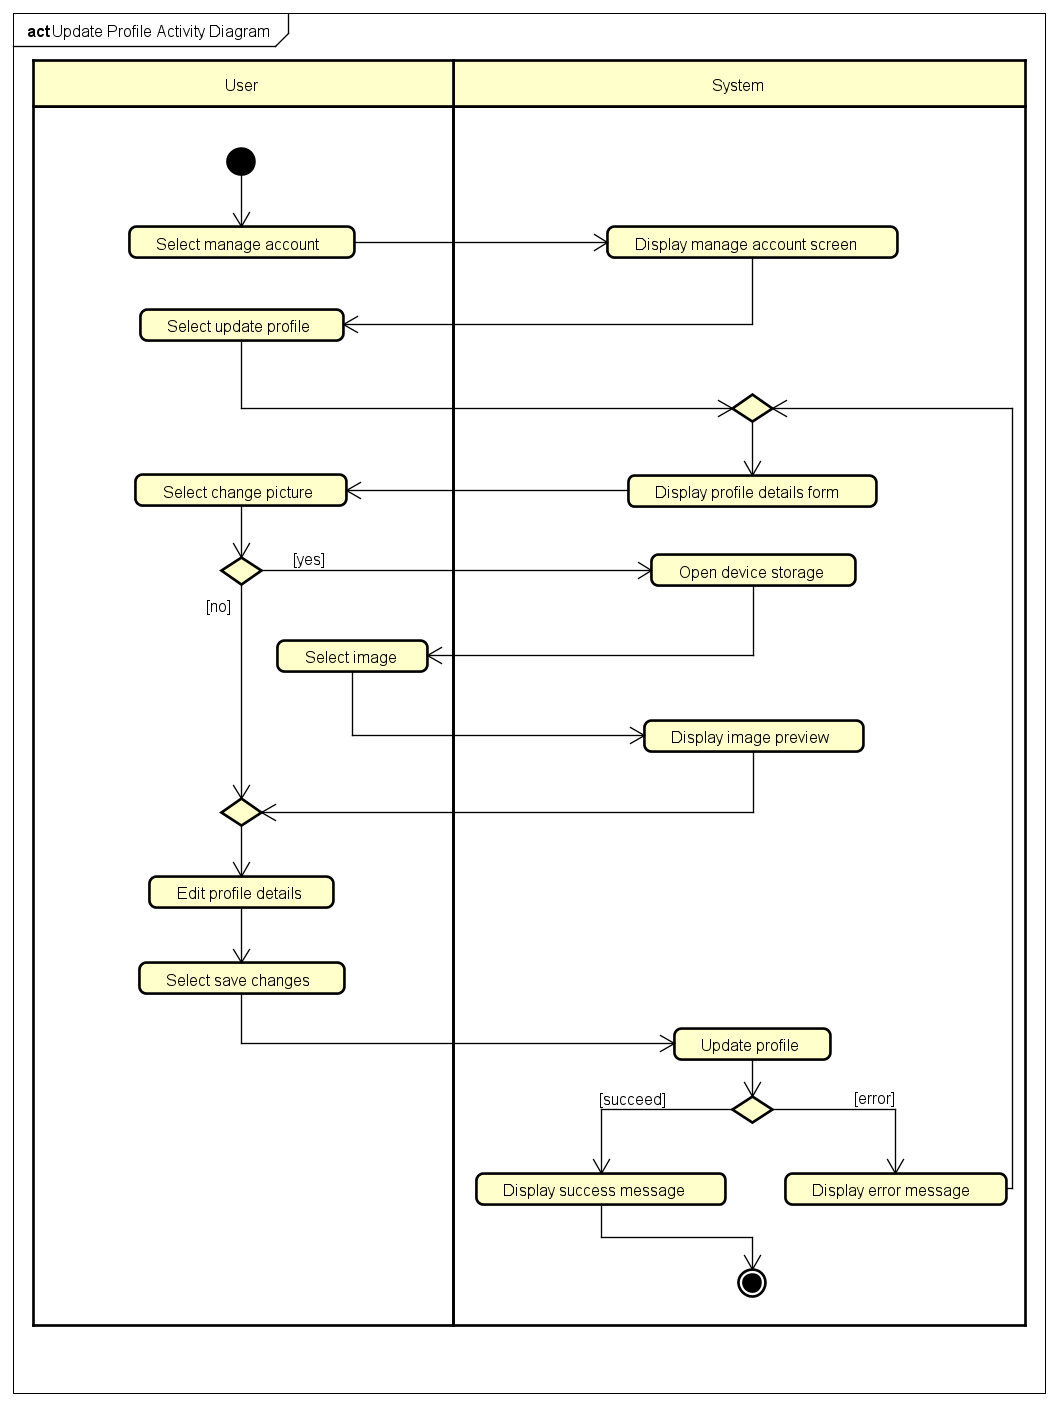 act Update Profile Activity Diagram
User
System
Select manage account
Display manage account screen
Select update profile
Select change picture
Display profile details form
[yes]
Open device storage
[no]
Select image
Display image preview
Edit profile details
Select save changes
Update profile
[succeed]
[error]
Display success message
Display error message